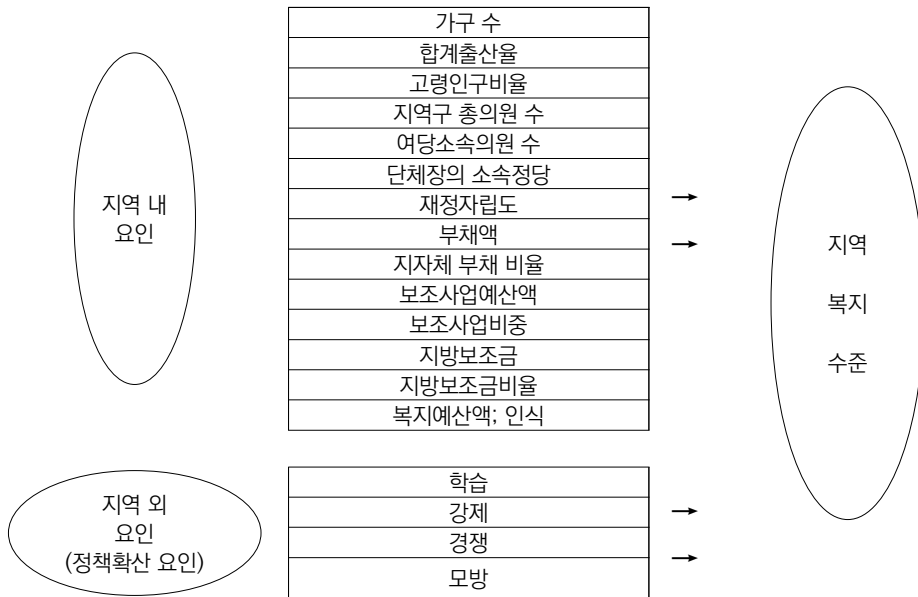 지역 내
요인
가구 수
합계출산율
고령인구비율
지역구 총의원 수
여당소속의원 수
단체장의 소속정당
재정자립도
부채액
지자체 부채 비율
보조사업예산액
보조사업비중
지방보조금
지방보조금비율
복지예산액; 인식
지역 외
요인
(정책확산 요인)
학습
강제
경쟁
모방
지역
복지
수준